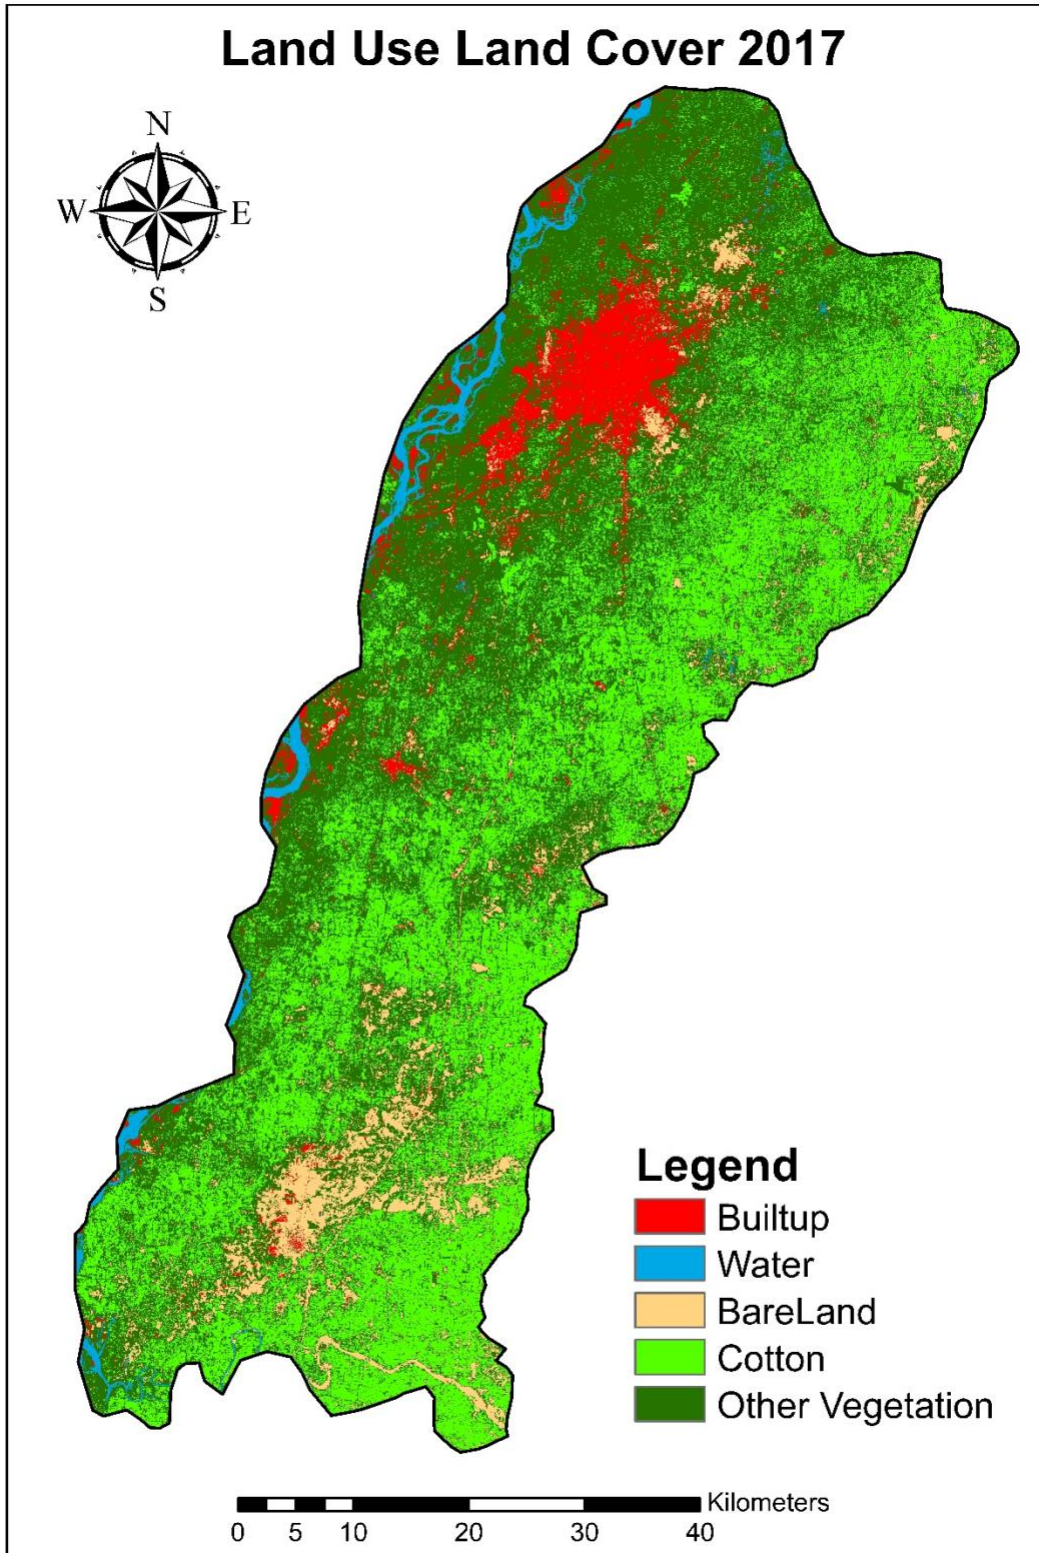 Land Use Land Cover 2017
N
W
E
S
Legend
Builtup
Water
BareLand
Cotton
Other Vegetation
Kilometers
0 5 10 20 30 40